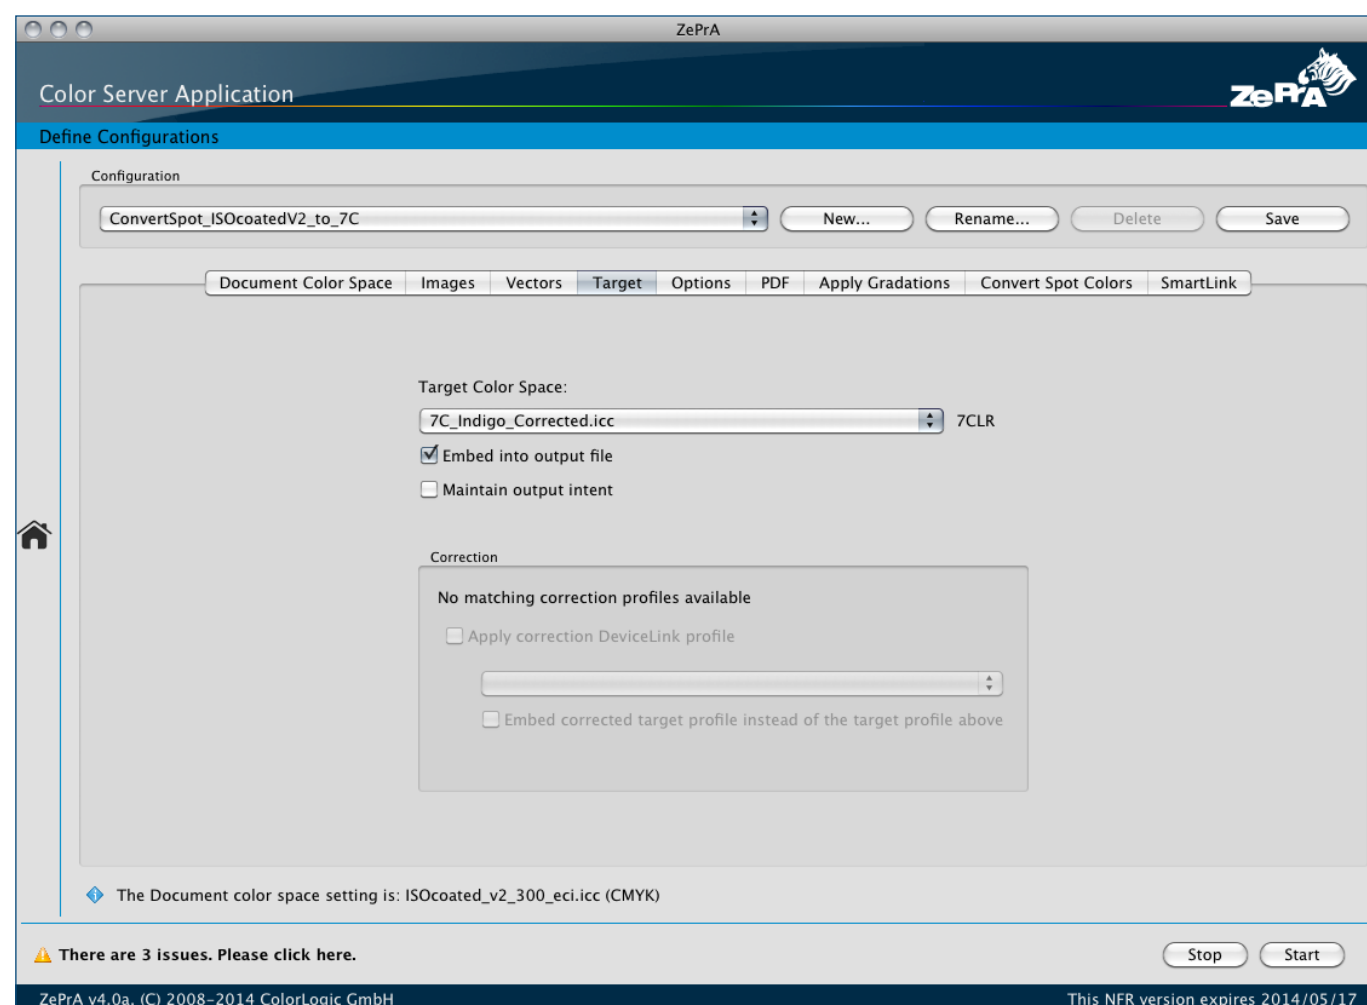 ZePrA
Color Server Application
ZePrA
Define Configurations
Configuration
ConvertSpot_ISOcoatedV2_to_7C
New...
Rename...
Delete
Save
Document Color Space
Images
Vectors
Target
Options
PDF
Apply Gradations
Convert Spot Colors
SmartLink
Target Color Space:
7C_Indigo_Corrected.icc
7CLR
Embed into output file
Maintain output intent
Correction
No matching correction profiles available
Apply correction DeviceLink profile
Embed corrected target profile instead of the target profile above
The Document color space setting is: ISOcoated_v2_300_eci.icc (CMYK)
There are 3 issues. Please click here.
Stop
Start
ZePrA v4.0a, (C) 2008-2014 ColorLogic GmbH
This NFR version expires 2014/05/17